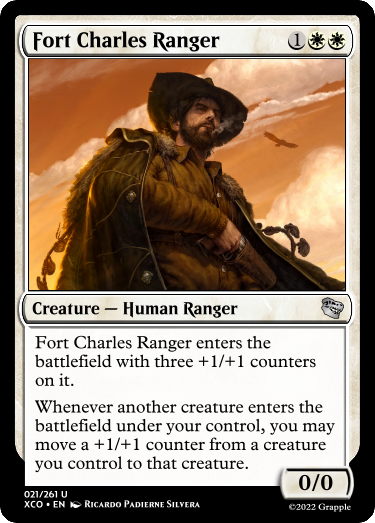 Fort Charles Ranger 1
Creature — Human Ranger
Fort Charles Ranger enters the
battlefield with three +1/+1 counters
on it.
Whenever another creature enters the
battlefield under your control, you may
move a +1/+1 counter from a creature
you control to that creature.
0/0
021/261 U
XCO • EN Ricardo Padierne Silvera
©2022 Grapple